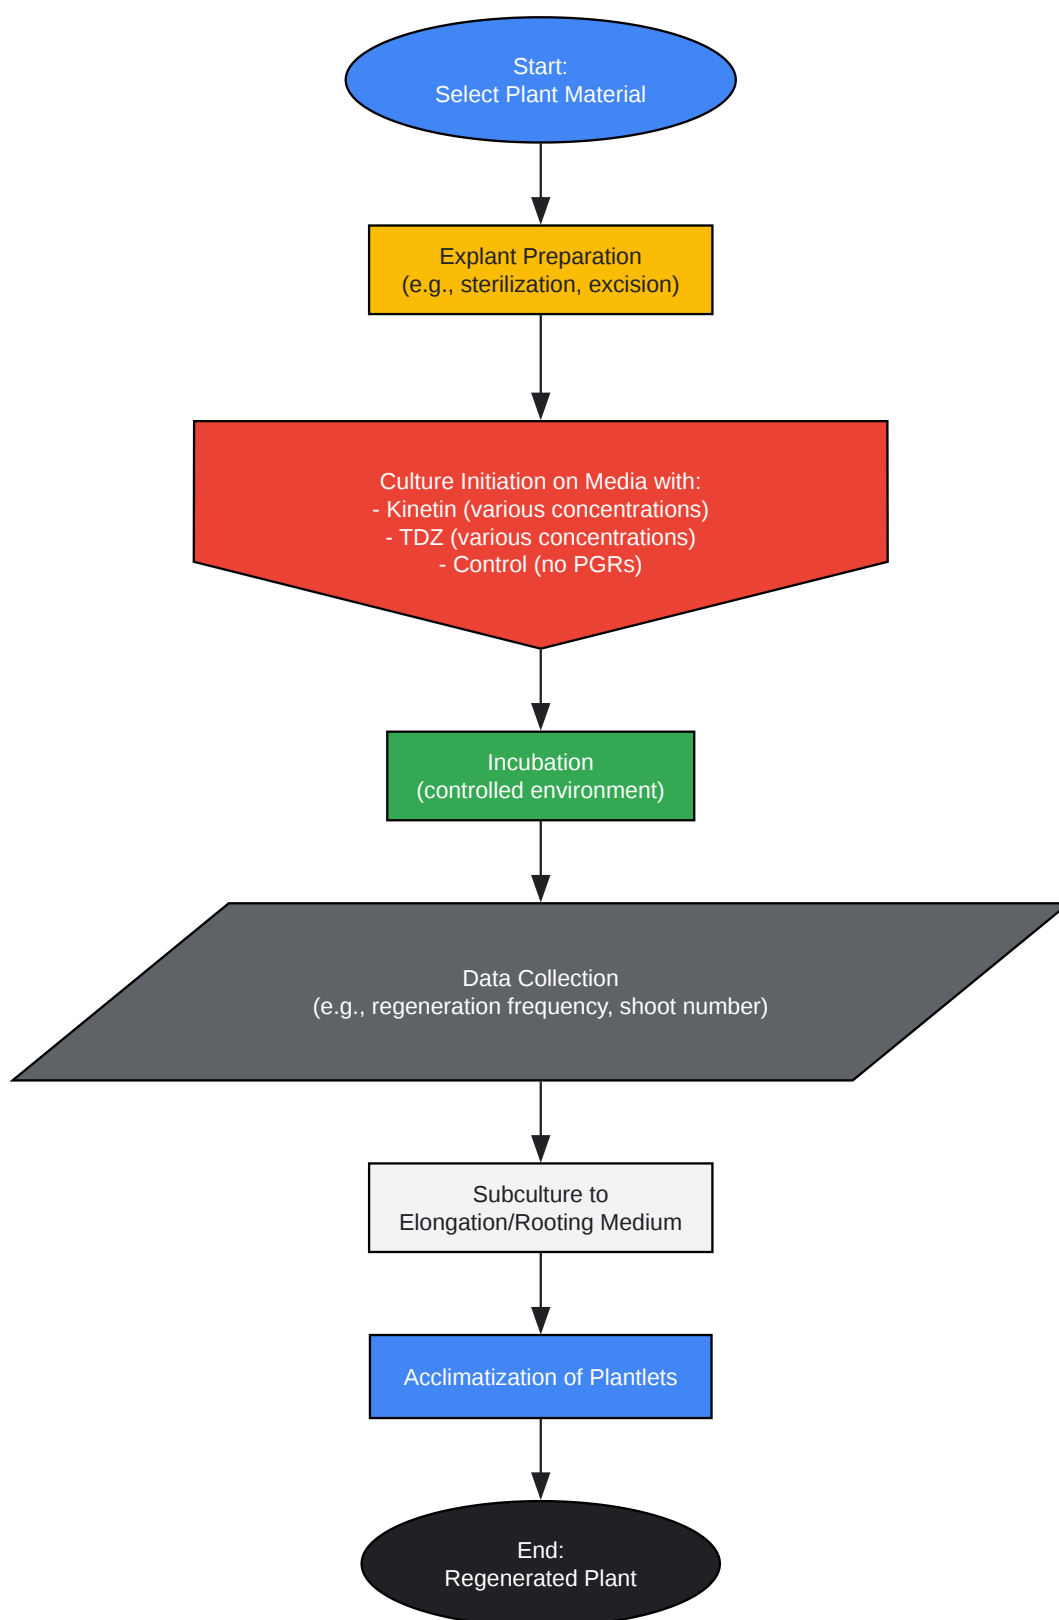 Start:
Select Plant Material
Explant Preparation
(e.g., sterilization, excision)
Culture Initiation on Media with:
- Kinetin (various concentrations)
- TDZ (various concentrations)
- Control (no PGRs)
Incubation
(controlled environment)
Data Collection
(e.g., regeneration frequency, shoot number)
Subculture to
Elongation/Rooting Medium
Acclimatization of Plantlets
End:
Regenerated Plant